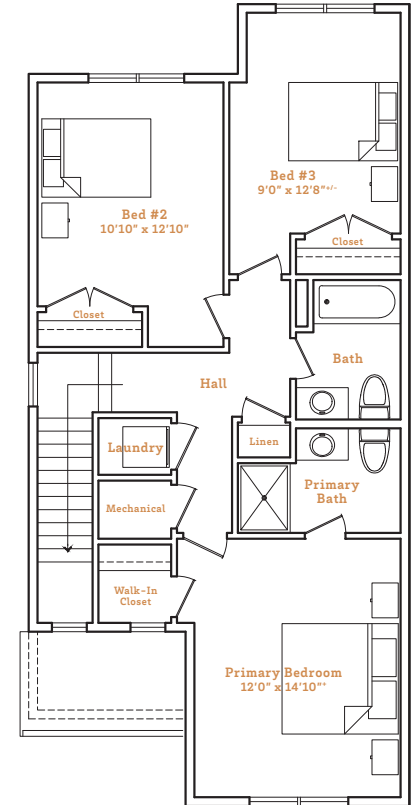 Bed #3
9'0" x 12'8"+/-
Bed #2
10'10" x 12'10"
Closet
Closet
Bath
Hall
Linen
Laundry
Primary
Bath
Mechanical
Walk-In
Closet
Primary Bedroom
12'0" x 14'10"+